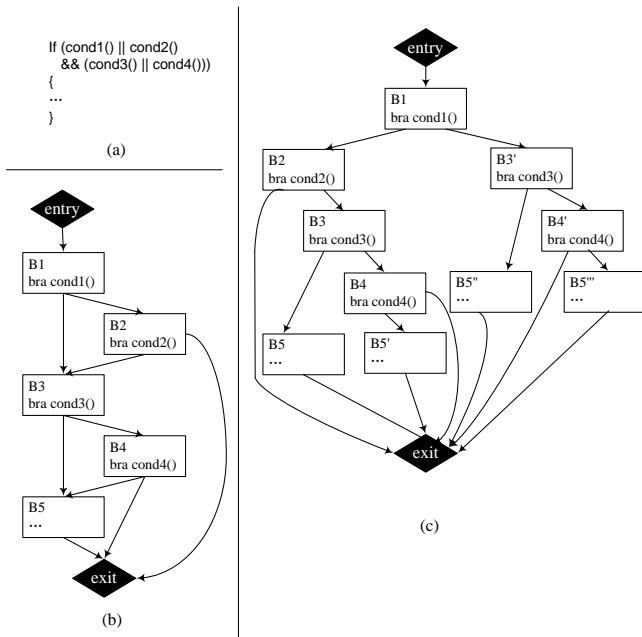 If (cond1() || cond2()
&& (cond3() || cond4()))
{
...
}
(a)
entry
B1
bra cond1()
B2
bra cond2()
B3
bra cond3()
B4
bra cond4()
B5
...
exit
(b)
entry
B1
bra cond1()
B2
bra cond2()
B3'
bra cond3()
B3
bra cond3()
B4'
bra cond4()
B4
bra cond4()
B5"
...
B5'"
...
B5
...
B5'
...
exit
(c)